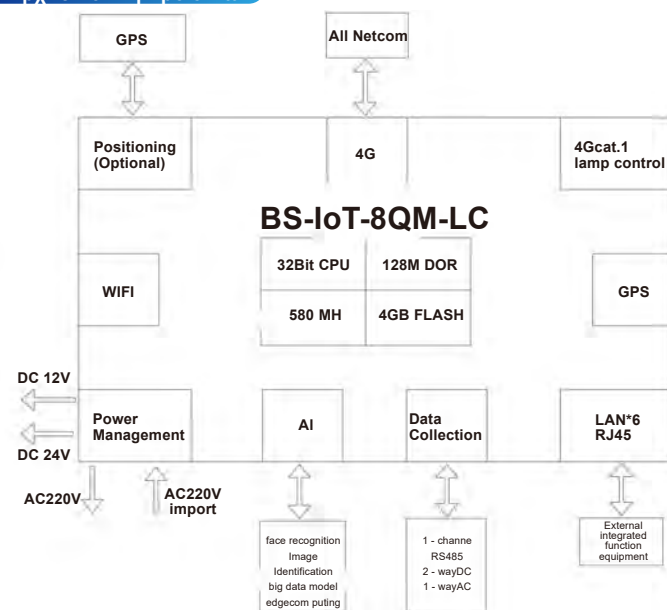 GPS
All Netcom
Positioning
(Optional)
4G
4Gcat.1
lamp control
BS-IoT-8QM-LC
32Bit CPU
128M DOR
580 MH
4GB FLASH
WIFI
GPS
DC 12V
DC 24V
Power
Management
AI
Data
Collection
LAN*6
RJ45
AC220V
AC220V
import
face recognition
Image
Identification
big data model
edgecom puting
1 - channe
RS485
2 - wayDC
1 - wayAC
External
integrated
function
equipment